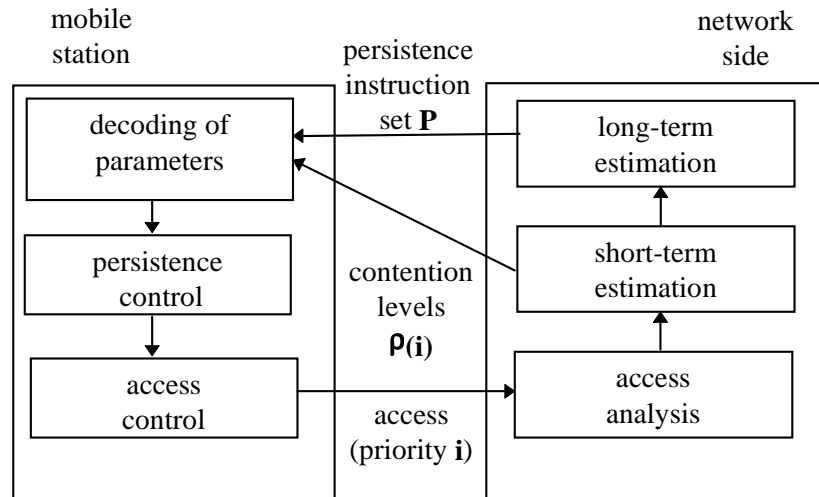 mobile
station
network
side
persistence
instruction
set P
decoding of
parameters
long-term
estimation
persistence
control
contention
levels
ρ(i)
short-term
estimation
access
control
access
(priority i)
access
analysis